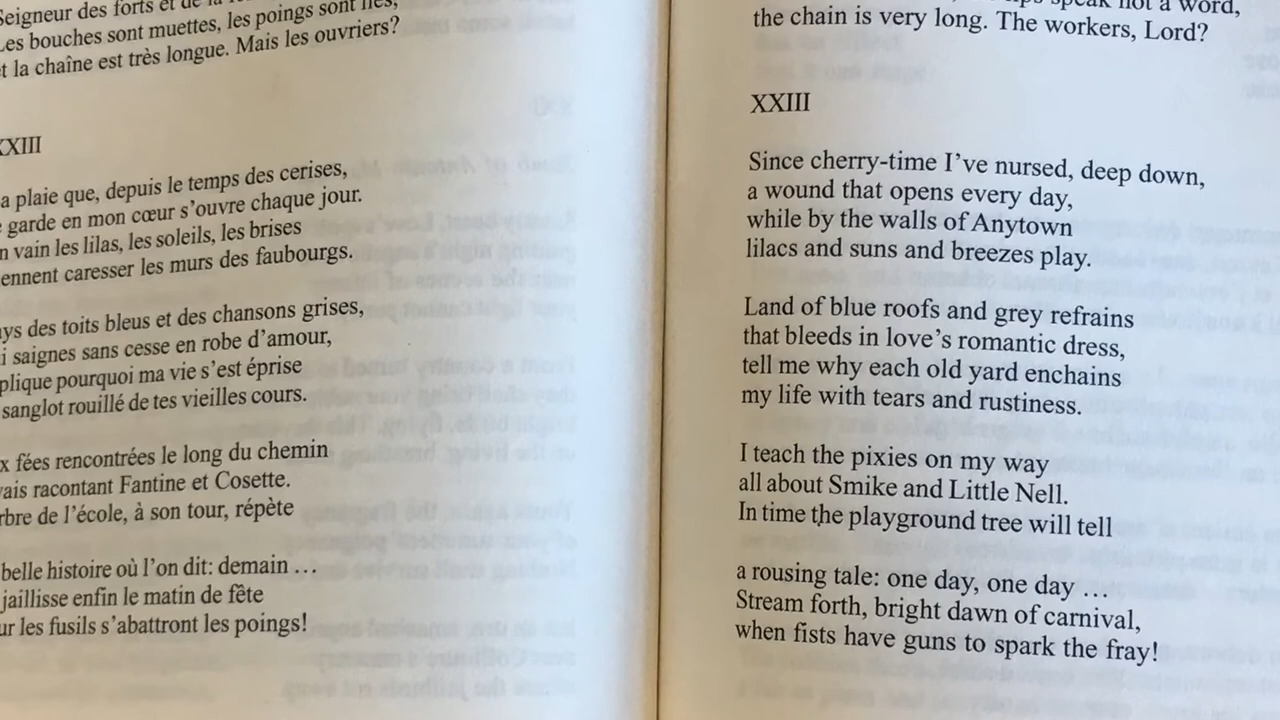 Seigneur des forts et de la
Les bouches sont muettes, les poings sont liés,
et la chaîne est très longue. Mais les ouvriers?
XXIII
a plaie que, depuis le temps des cerises,
garde en mon cœur s'ouvre chaque jour.
n vain les lilas, les soleils, les brises
ennent caresser les murs des faubourgs.
ys des toits bleus et des chansons grises,
i saignes sans cesse en robe d'amour,
plique pourquoi ma vie s'est éprise
sanglot rouillé de tes vieilles cours.
x fées rencontrées le long du chemin
vais racontant Fantine et Cosette.
rbre de l'école, à son tour, répète
belle histoire où l'on dit: demain …
jaillisse enfin le matin de fête
ur les fusils s'abattront les poings!
speak not a word,
the chain is very long. The workers, Lord?
XXIII
Since cherry-time I've nursed, deep down,
a wound that opens every day,
while by the walls of Anytown
lilacs and suns and breezes play.
Land of blue roofs and grey refrains
that bleeds in love's romantic dress,
tell me why each old yard enchains
my life with tears and rustiness.
I teach the pixies on my way
all about Smike and Little Nell.
In time the playground tree will tell
a rousing tale: one day, one day …
Stream forth, bright dawn of carnival,
when fists have guns to spark the fray!